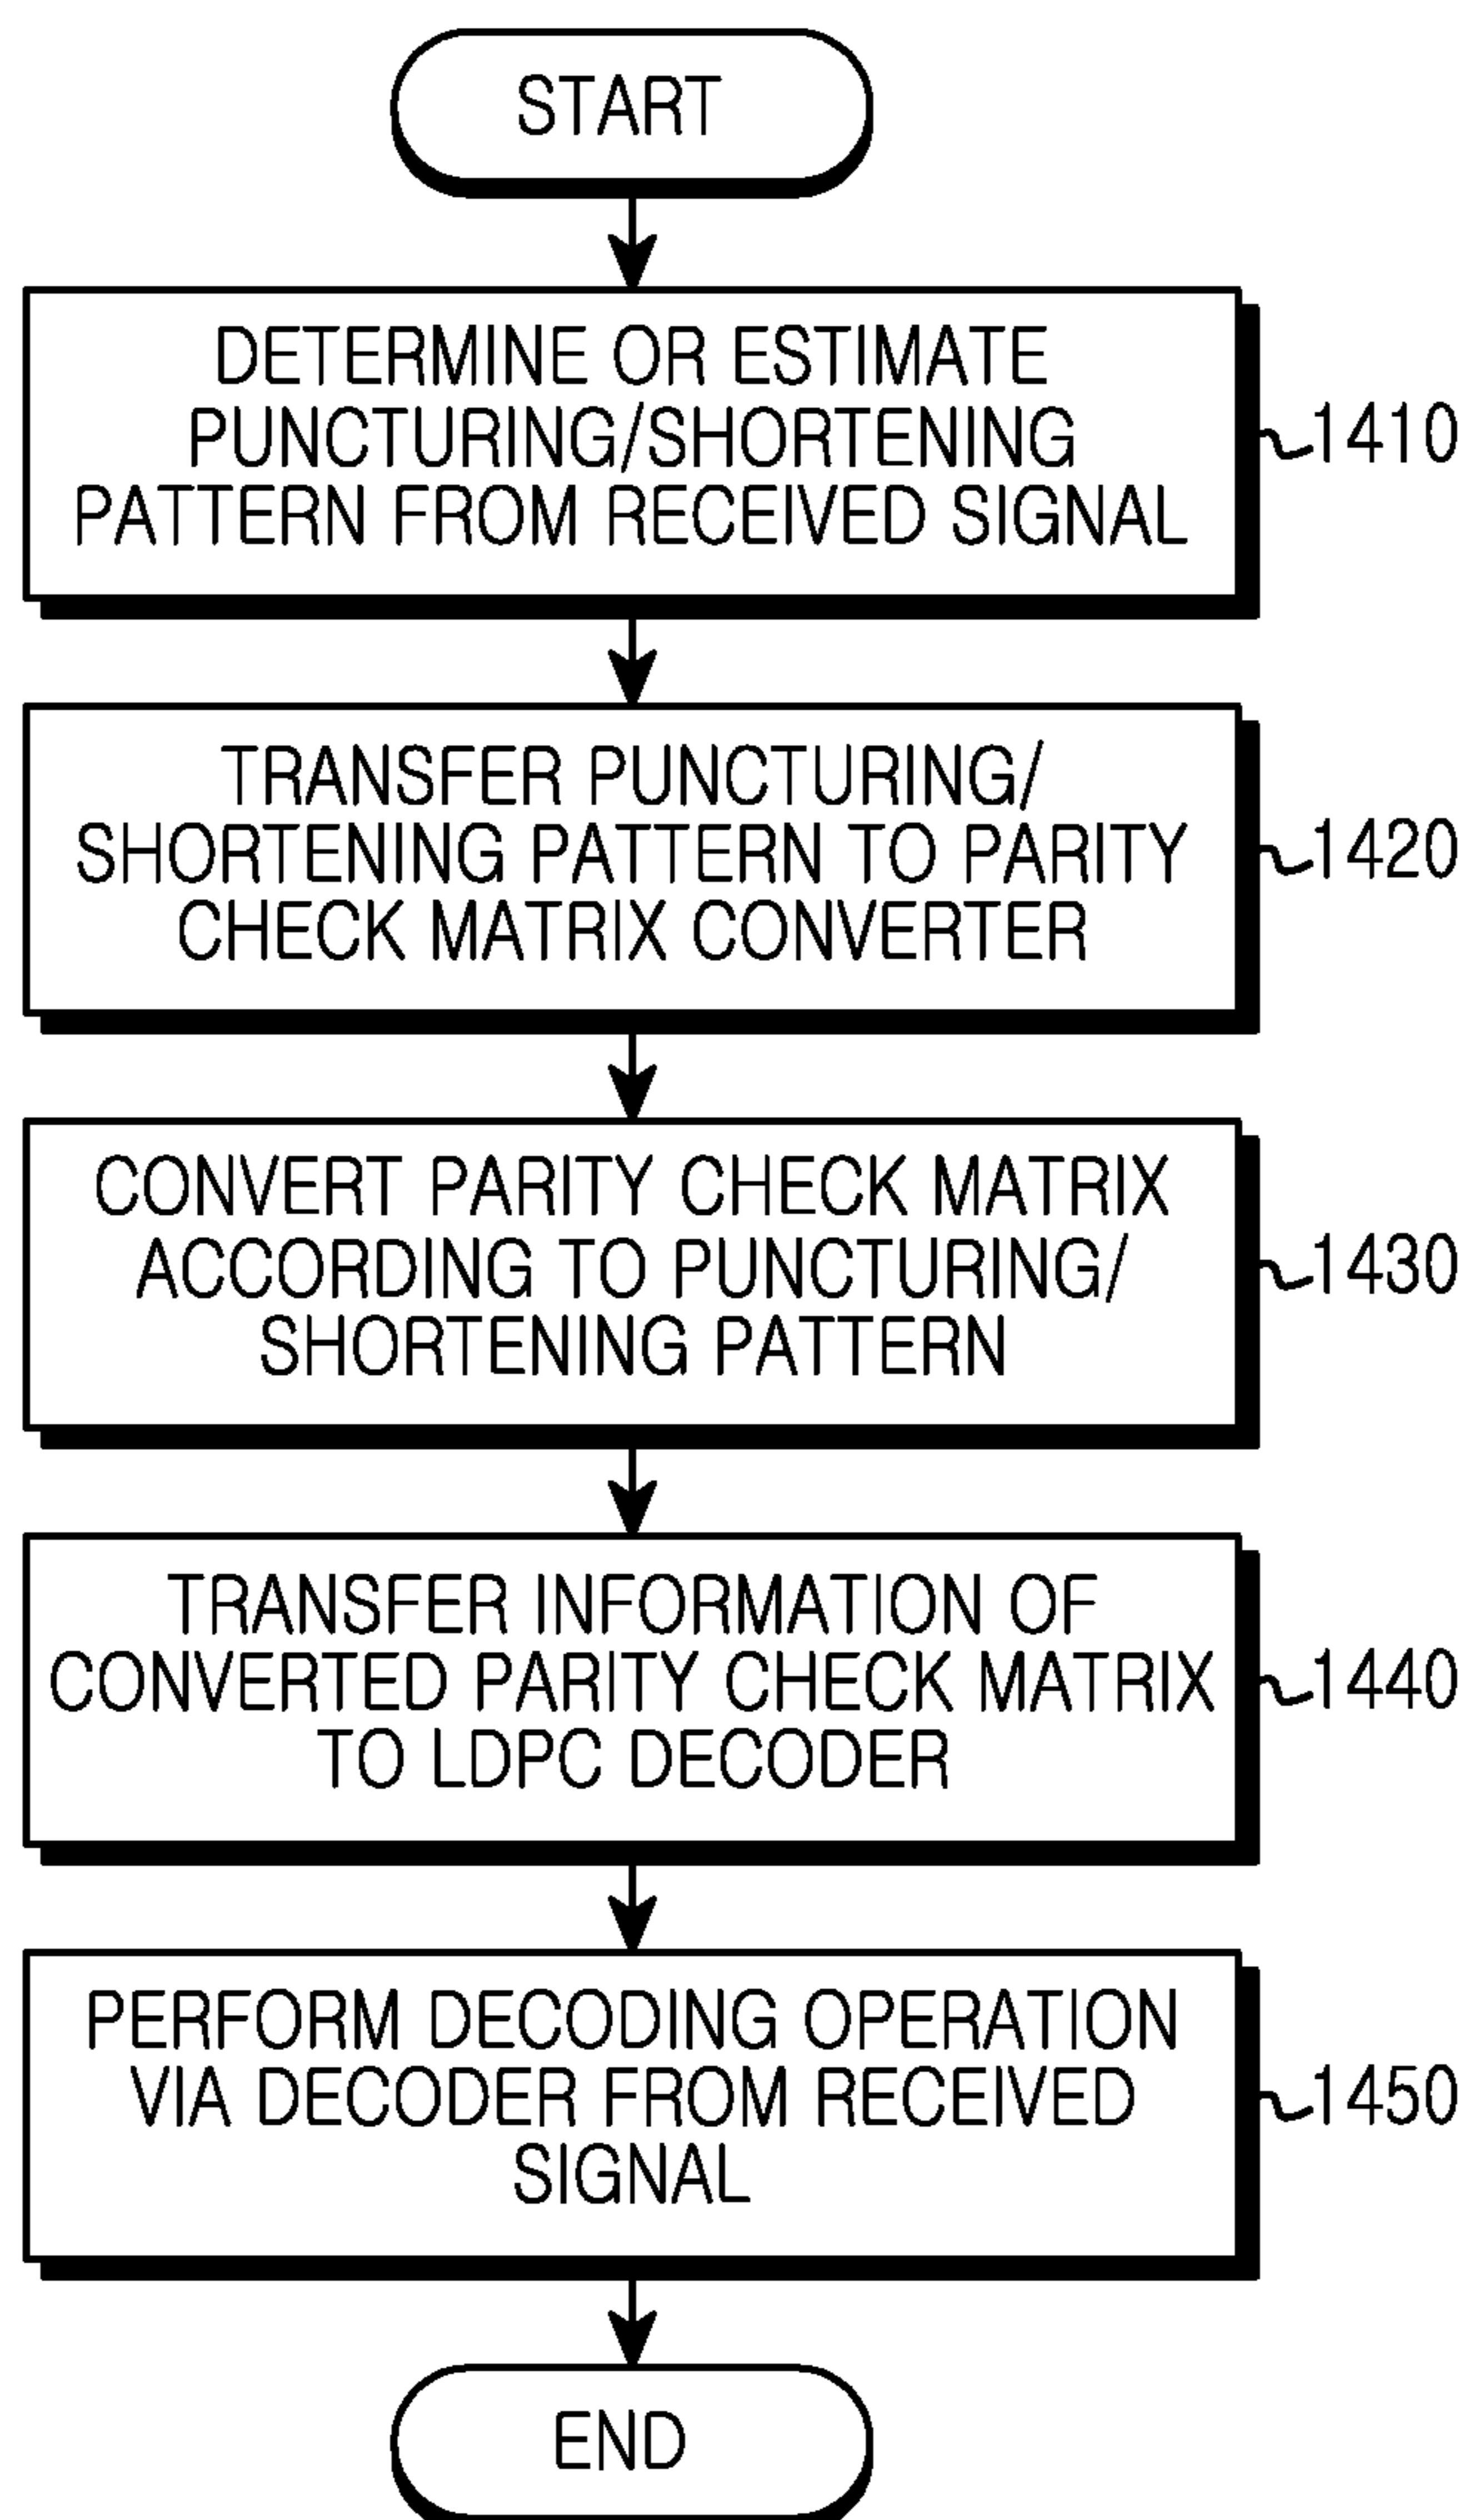 START
DETERMINE OR ESTIMATE
PUNCTURING/SHORTENING
PATTERN FROM RECEIVED SIGNAL
1410
TRANSFER PUNCTURING/
SHORTENING PATTERN TO PARITY
CHECK MATRIX CONVERTER
1420
CONVERT PARITY CHECK MATRIX
ACCORDING TO PUNCTURING/
SHORTENING PATTERN
1430
TRANSFER INFORMATION OF
CONVERTED PARITY CHECK MATRIX
TO LDPC DECODER
1440
PERFORM DECODING OPERATION
VIA DECODER FROM RECEIVED
SIGNAL
1450
END